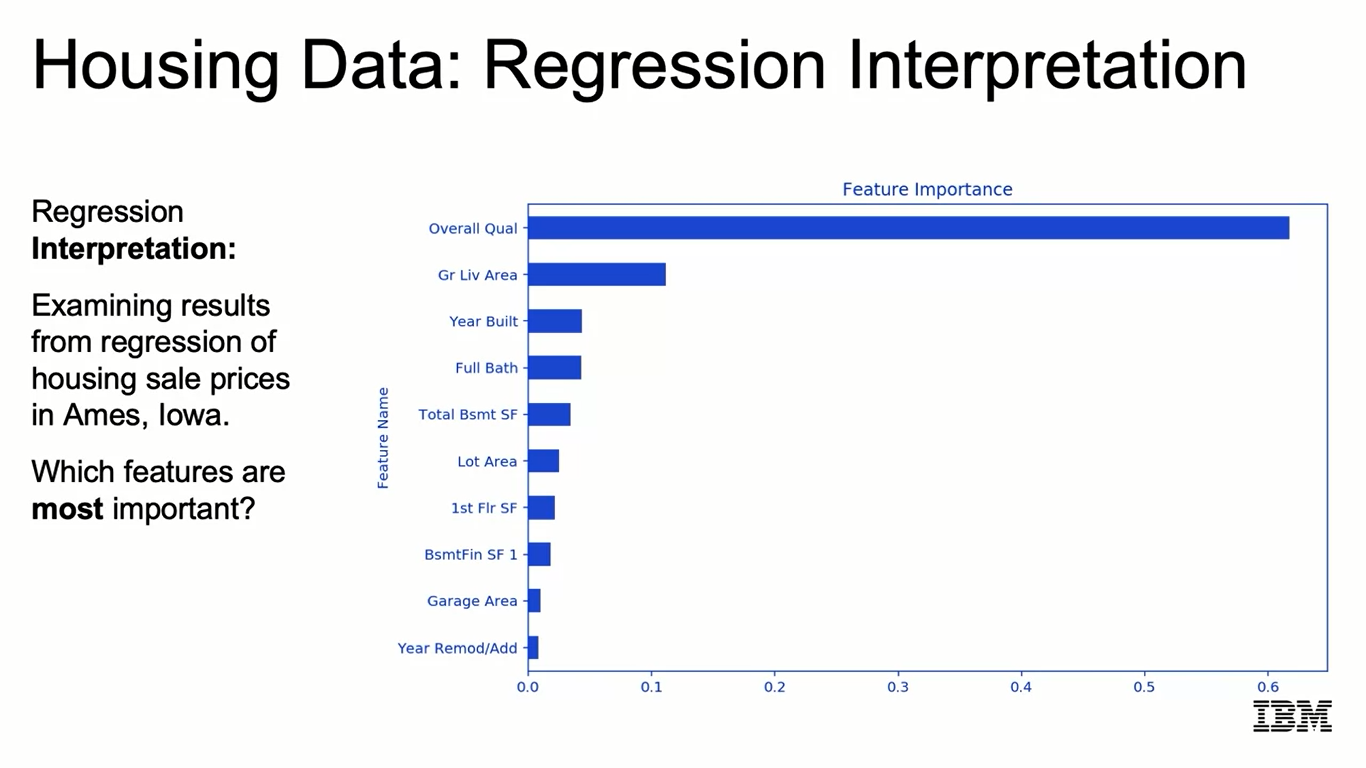 Housing Data: Regression Interpretation
Regression
Interpretation:
Examining results
from regression of
housing sale prices
in Ames, Iowa.
Which features are
most important?
Feature Importance
Feature Name
Overall Qual
Gr Liv Area
Year Built
Full Bath
Total Bsmt SF
Lot Area
1st Flr SF
BsmtFin SF 1
Garage Area
Year Remod/Add
0.0 0.1 0.2 0.3 0.4 0.5 0.6
IBM